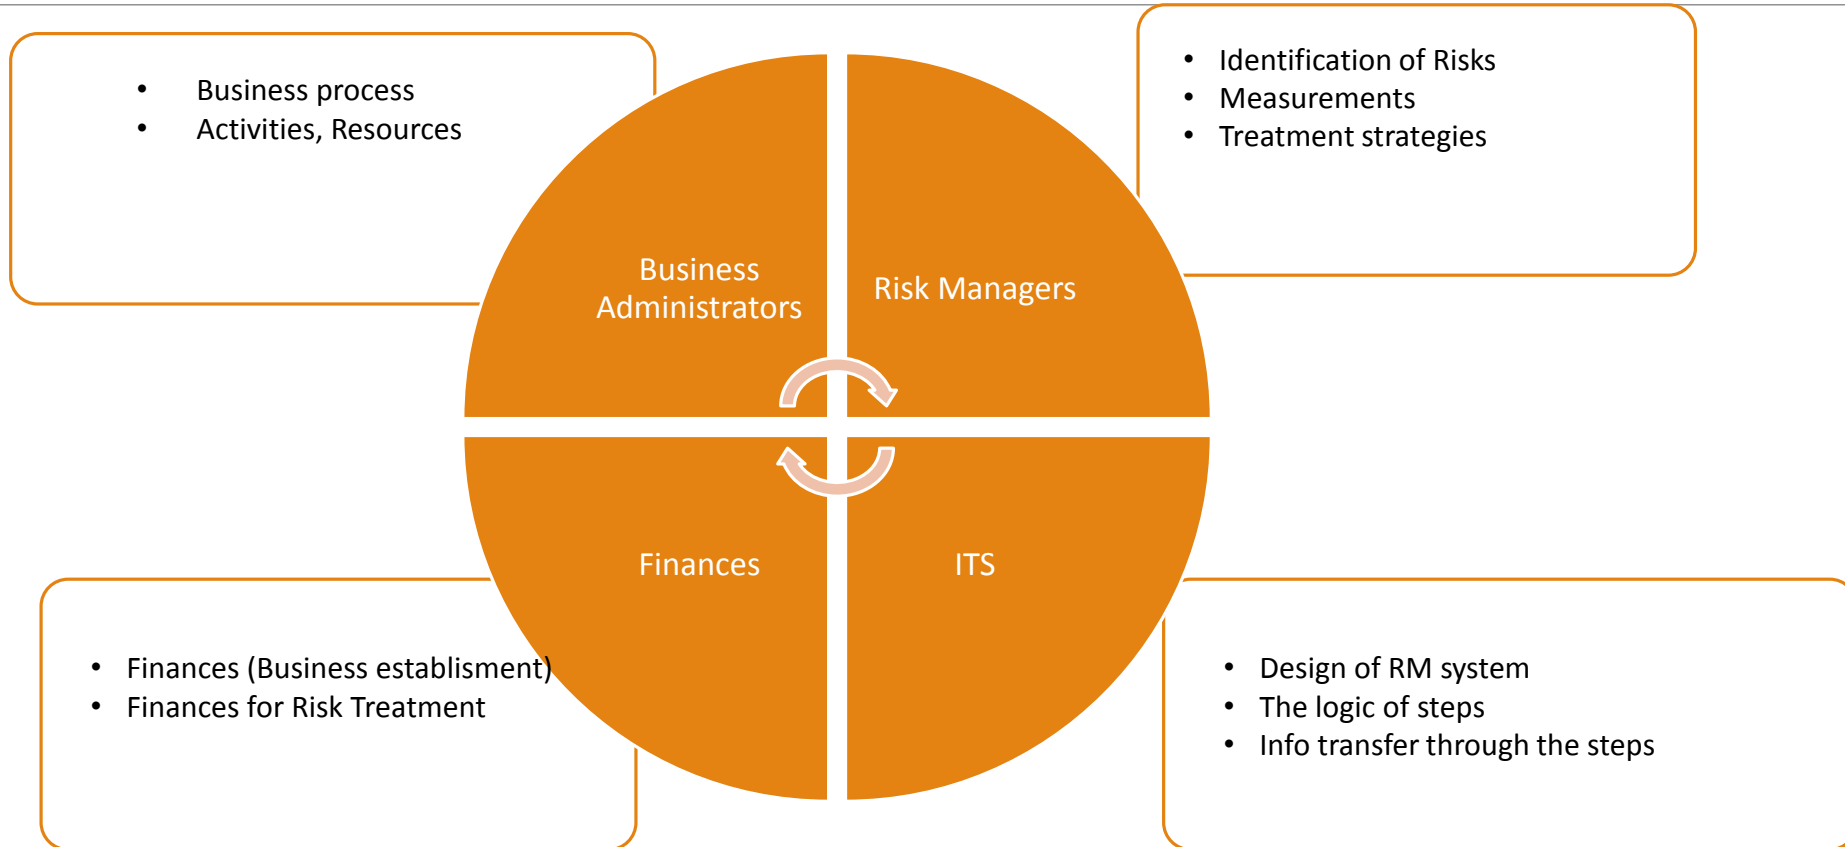 • Business process
• Activities, Resources
• Identification of Risks
• Measurements
• Treatment strategies
Business
Administrators
Risk Managers
Finances
ITS
• Finances (Business establisment)
• Finances for Risk Treatment
• Design of RM system
• The logic of steps
• Info transfer through the steps